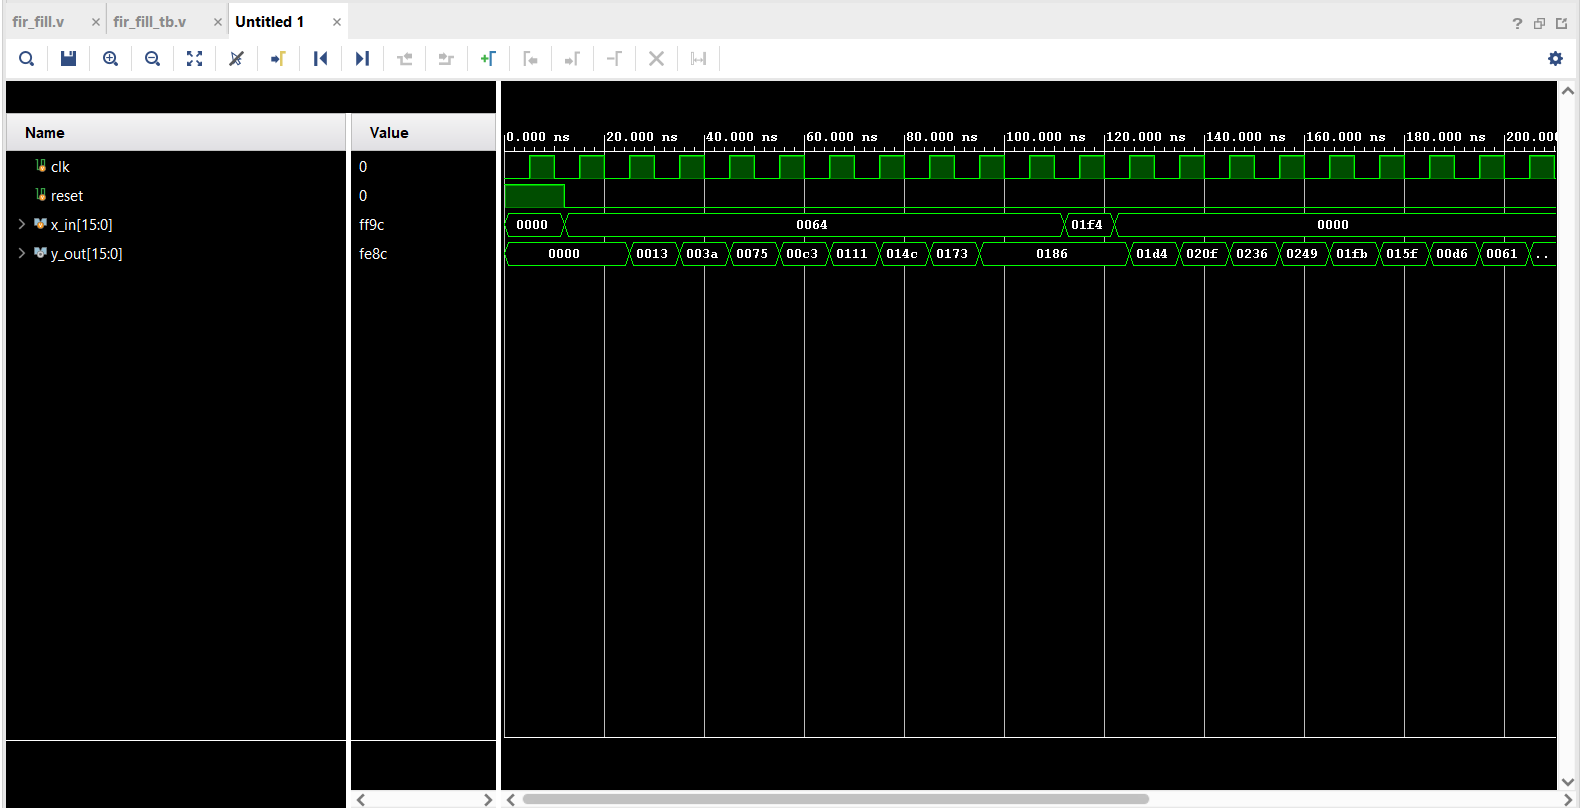 fir_fill.v × fir_fill_tb.v × Untitled 1 ×
?
Name Value
0.000 ns 20.000 ns 40.000 ns 60.000 ns 80.000 ns 100.000 ns 120.000 ns 140.000 ns 160.000 ns 180.000 ns 200.00
clk 0
reset 0
x_in[15:0] ff9c 0000 0064 01f4 0000
y_out[15:0] fe8c 0000 0013 003a 0075 00c3 0111 014c 0173 0186 01d4 020f 0236 0249 01fb 015f 00d6 0061 ..